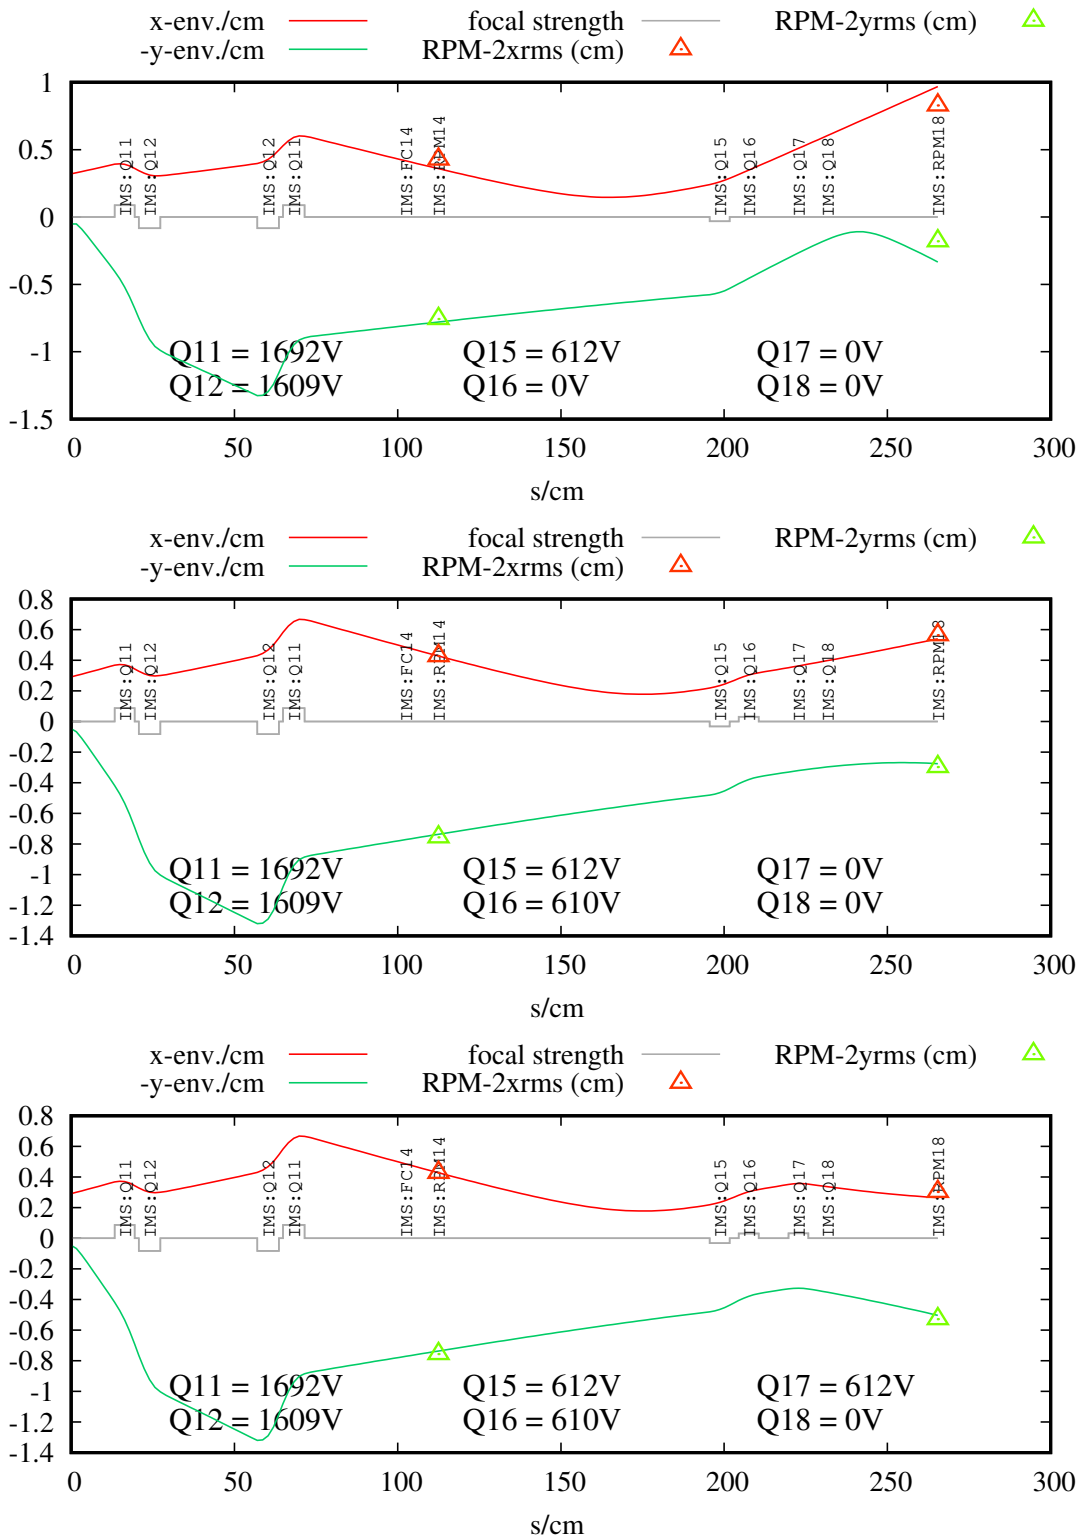 x-env./cm focal strength RPM-2yrms (cm)
-y-env./cm RPM-2xrms (cm)
1
0.5
0
-0.5
-1
-1.5
IMS:Q11 IMS:Q12 IMS:Q12 IMS:Q11 IMS:FC14 IMS:RPM14 IMS:Q15 IMS:Q16 IMS:Q17 IMS:Q18 IMS:RPM18
Q11 = 1692V Q15 = 612V Q17 = 0V
Q12 = 1609V Q16 = 0V Q18 = 0V
0 50 100 150 200 250 300
s/cm
x-env./cm focal strength RPM-2yrms (cm)
-y-env./cm RPM-2xrms (cm)
0.8
0.6
0.4
0.2
0
-0.2
-0.4
-0.6
-0.8
-1
-1.2
-1.4
IMS:Q11 IMS:Q12 IMS:Q12 IMS:Q11 IMS:FC14 IMS:RPM14 IMS:Q15 IMS:Q16 IMS:Q17 IMS:Q18 IMS:RPM18
Q11 = 1692V Q15 = 612V Q17 = 0V
Q12 = 1609V Q16 = 610V Q18 = 0V
0 50 100 150 200 250 300
s/cm
x-env./cm focal strength RPM-2yrms (cm)
-y-env./cm RPM-2xrms (cm)
0.8
0.6
0.4
0.2
0
-0.2
-0.4
-0.6
-0.8
-1
-1.2
-1.4
IMS:Q11 IMS:Q12 IMS:Q12 IMS:Q11 IMS:FC14 IMS:RPM14 IMS:Q15 IMS:Q16 IMS:Q17 IMS:Q18 IMS:RPM18
Q11 = 1692V Q15 = 612V Q17 = 612V
Q12 = 1609V Q16 = 610V Q18 = 0V
0 50 100 150 200 250 300
s/cm